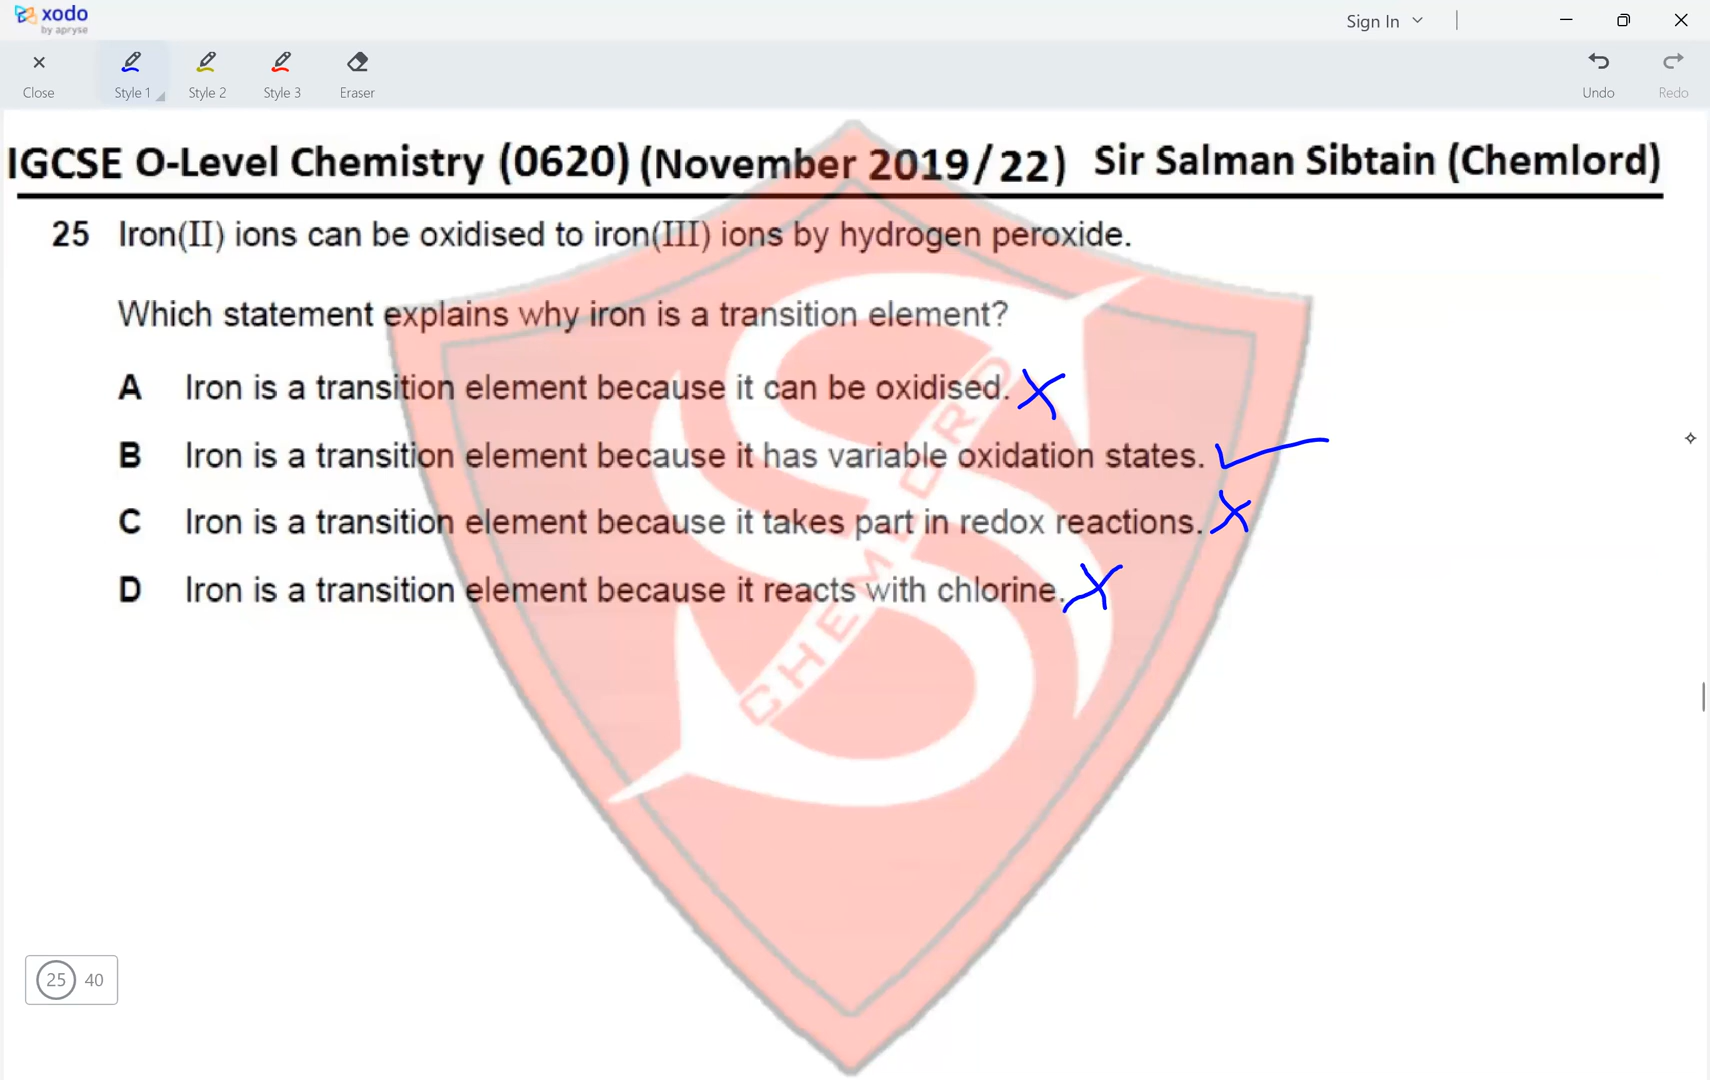 xodo
by apryse
Sign In
Close
Style 1
Style 2
Style 3
Eraser
Undo
Redo
IGCSE O-Level Chemistry (0620) (November 2019/22) Sir Salman Sibtain (Chemlord)
25 Iron(II) ions can be oxidised to iron(III) ions by hydrogen peroxide.
Which statement explains why iron is a transition element?
A Iron is a transition element because it can be oxidised.
B Iron is a transition element because it has variable oxidation states.
C Iron is a transition element because it takes part in redox reactions.
D Iron is a transition element because it reacts with chlorine.
CHEMLORD
25 40